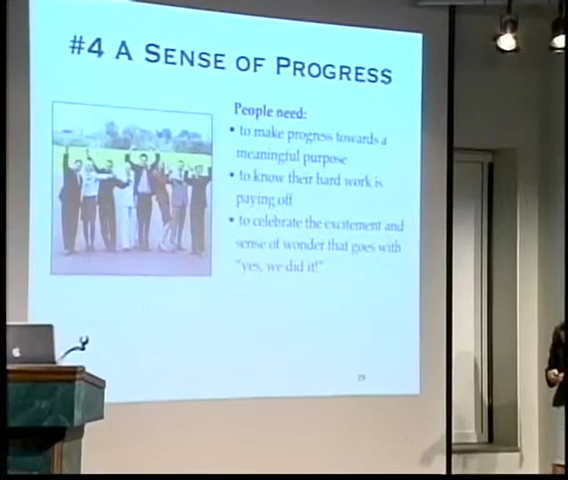 #4 A SENSE OF PROGRESS
People need:
• to make progress towards a
meaningful purpose
• to know their hard work is
paying off
• to celebrate the excitement and
sense of wonder that goes with
"yes, we did it!"